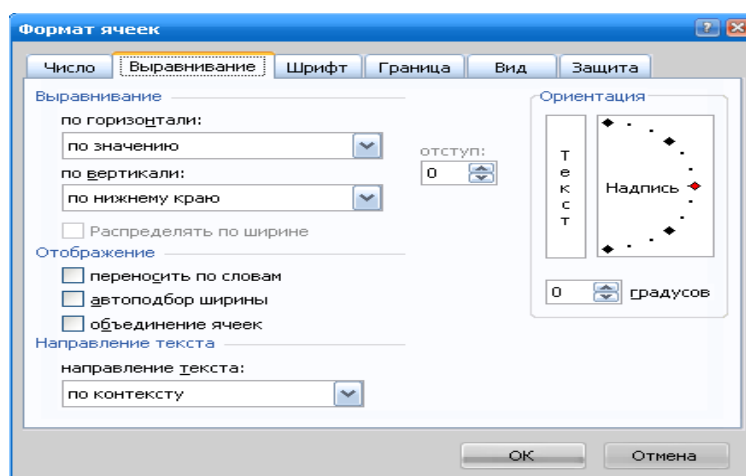 Формат ячеек
Число Выравнивание Шрифт Граница Вид Защита
Выравнивание
по горизонтали:
по значению
отступ:
0
по вертикали:
по нижнему краю
Распределять по ширине
Отображение
переносить по словам
автоподбор ширины
объединение ячеек
Направление текста
направление текста:
по контексту
Ориентация
Текст
Надпись
0 градусов
ОК Отмена